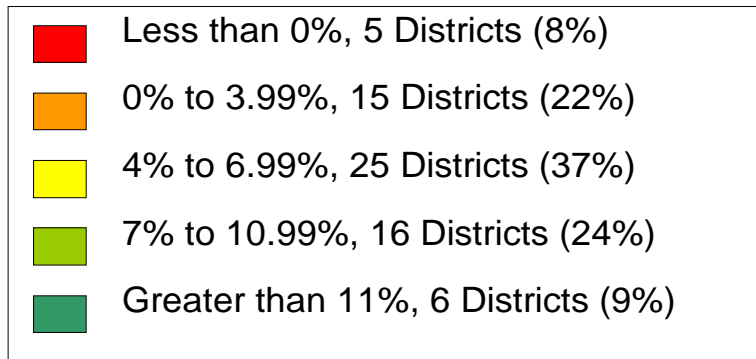 Less than 0%, 5 Districts (8%)
0% to 3.99%, 15 Districts (22%)
4% to 6.99%, 25 Districts (37%)
7% to 10.99%, 16 Districts (24%)
Greater than 11%, 6 Districts (9%)